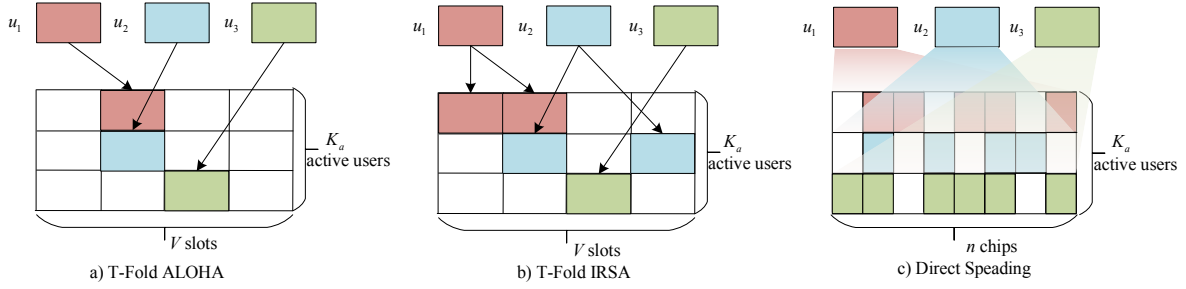 u1 u2 u3
Ka
active users
V slots
a) T-Fold ALOHA
u1 u2 u3
Ka
active users
V slots
b) T-Fold IRSA
u1 u2 u3
Ka
active users
n chips
c) Direct Speading